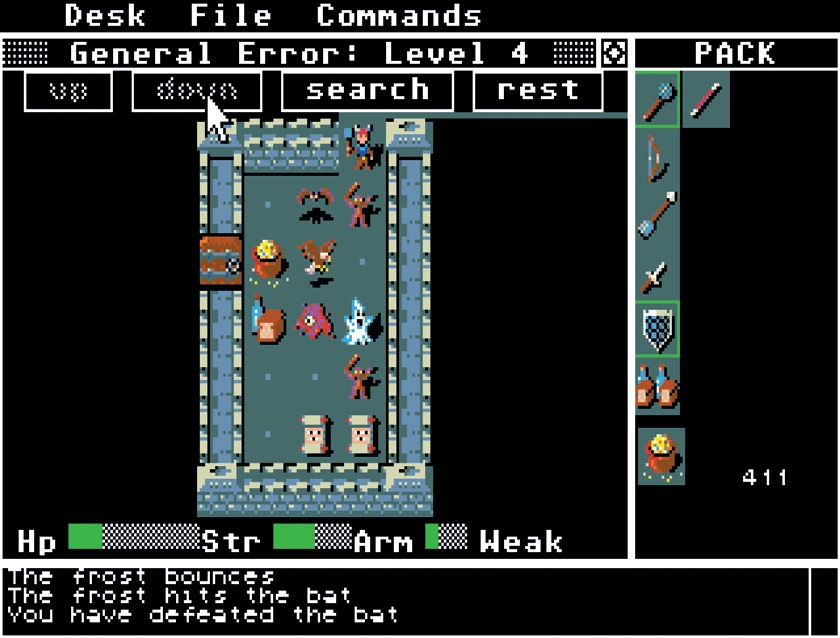 Desk File Commands
General Error: Level 4
PACK
up down search rest
411
Hp Str Arm Weak
The frost bounces
The frost hits the bat
You have defeated the bat